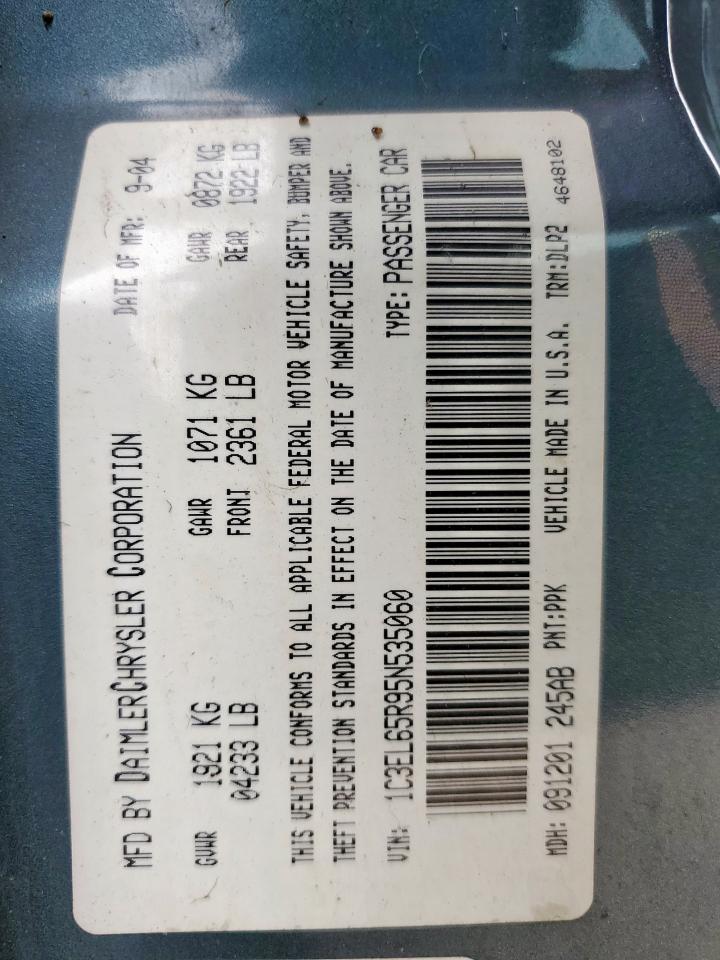 MFD BY DAIMLERCHRYSLER CORPORATION DATE OF MFR: 9-04
GVWR 1921 KG GAWR 1071 KG GAWR 0872 KG
04233 LB FRONT 2361 LB REAR 1922 LB
THIS VEHICLE CONFORMS TO ALL APPLICABLE FEDERAL MOTOR VEHICLE SAFETY, BUMPER AND
THEFT PREVENTION STANDARDS IN EFFECT ON THE DATE OF MANUFACTURE SHOWN ABOVE.
VIN: 1C3EL65R95N535060 TYPE: PASSENGER CAR
MDH: 091201 245AB PNT:PPK VEHICLE MADE IN U.S.A. TRM:DLP2
4648102